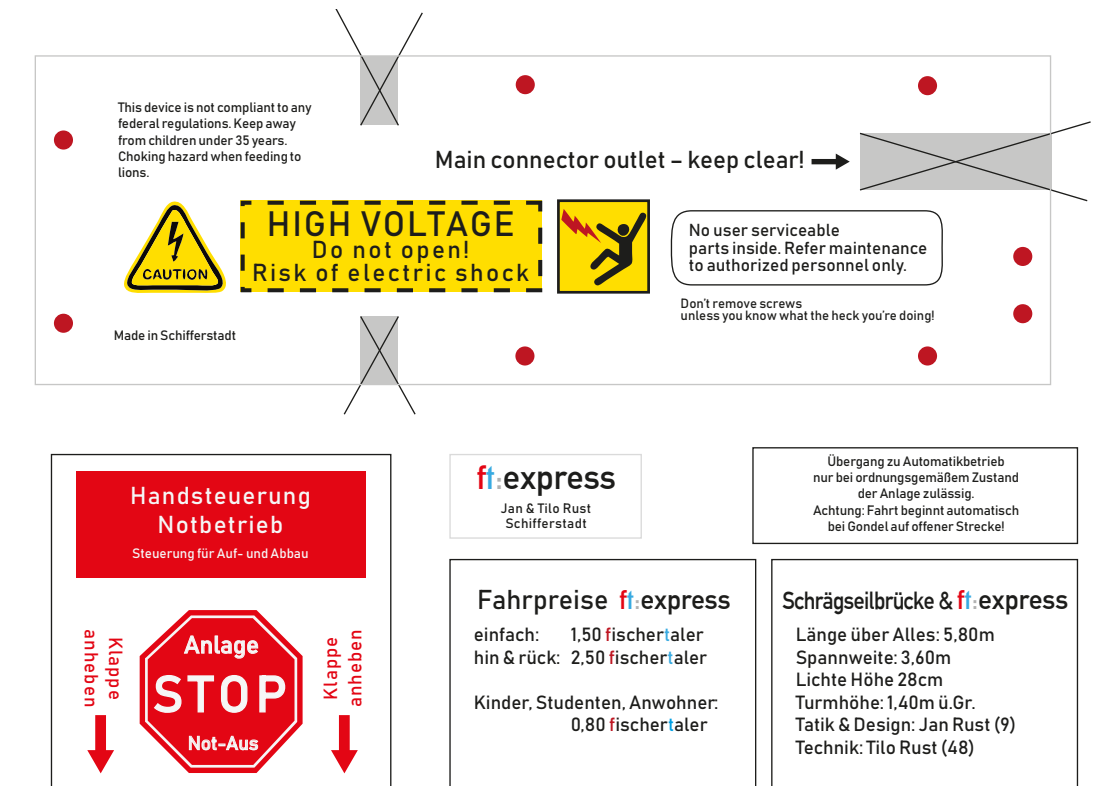 This device is not compliant to any
federal regulations. Keep away
from children under 35 years.
Choking hazard when feeding to
lions.
Main connector outlet – keep clear!
CAUTION
HIGH VOLTAGE
Do not open!
Risk of electric shock
No user serviceable
parts inside. Refer maintenance
to authorized personnel only.
Don't remove screws
unless you know what the heck you're doing!
Made in Schifferstadt
Handsteuerung
Notbetrieb
Steuerung für Auf- und Abbau
Klappe
anheben
Anlage
STOP
Not-Aus
Klappe
anheben
ft:express
Jan & Tilo Rust
Schifferstadt
Übergang zu Automatikbetrieb
nur bei ordnungsgemäßem Zustand
der Anlage zulässig.
Achtung: Fahrt beginnt automatisch
bei Gondel auf offener Strecke!
Fahrpreise ft:express
einfach: 1,50 fischertaler
hin & rück: 2,50 fischertaler
Kinder, Studenten, Anwohner:
0,80 fischertaler
Schrägseilbrücke & ft:express
Länge über Alles: 5,80m
Spannweite: 3,60m
Lichte Höhe 28cm
Turmhöhe: 1,40m ü.Gr.
Tatik & Design: Jan Rust (9)
Technik: Tilo Rust (48)